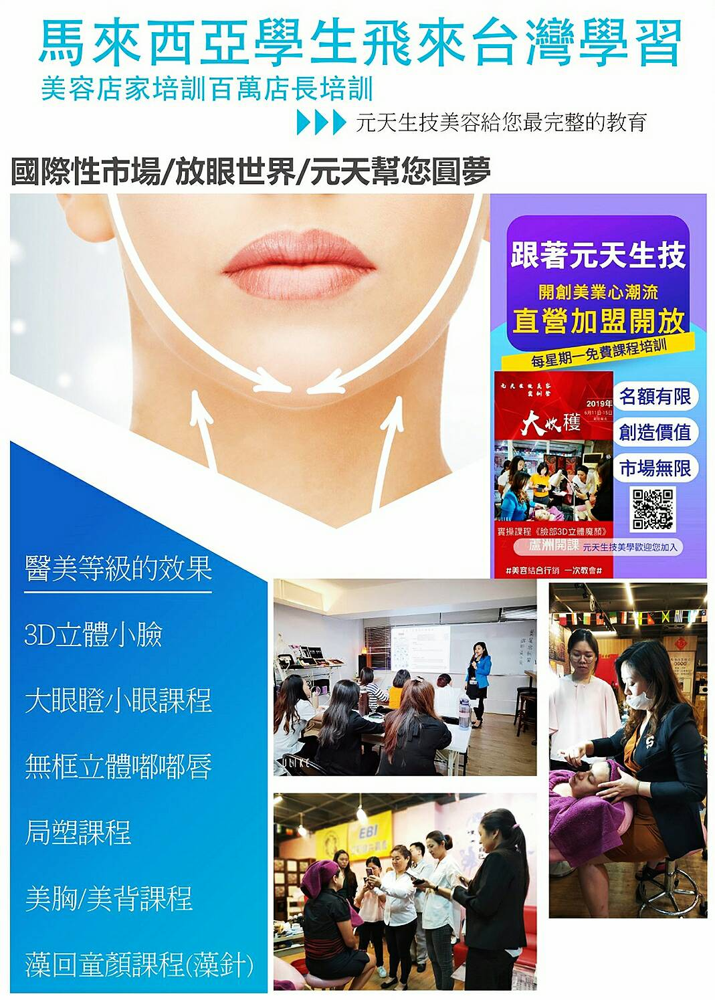 馬來西亞學生飛來台灣學習
美容店家培訓百萬店長培訓
元天生技美容給您最完整的教育
國際性市場/放眼世界/元天幫您圓夢
跟著元天生技
開創美業心潮流
直營加盟開放
每星期一免費課程培訓
元天生技美容
2019年
6月11日-15日
大收穫
名額有限
創造價值
市場無限
ULIKE
實操課程《臉部3D立體魔顏》
蘆洲開課
元天生技美學歡迎您加入
#美容結合行銷 一次教會#
醫美等級的效果
3D立體小臉
大眼瞪小眼課程
無框立體嘟嘟唇
局塑課程
美胸/美背課程
藻回童顏課程(藻針)
ULIKE
EBI